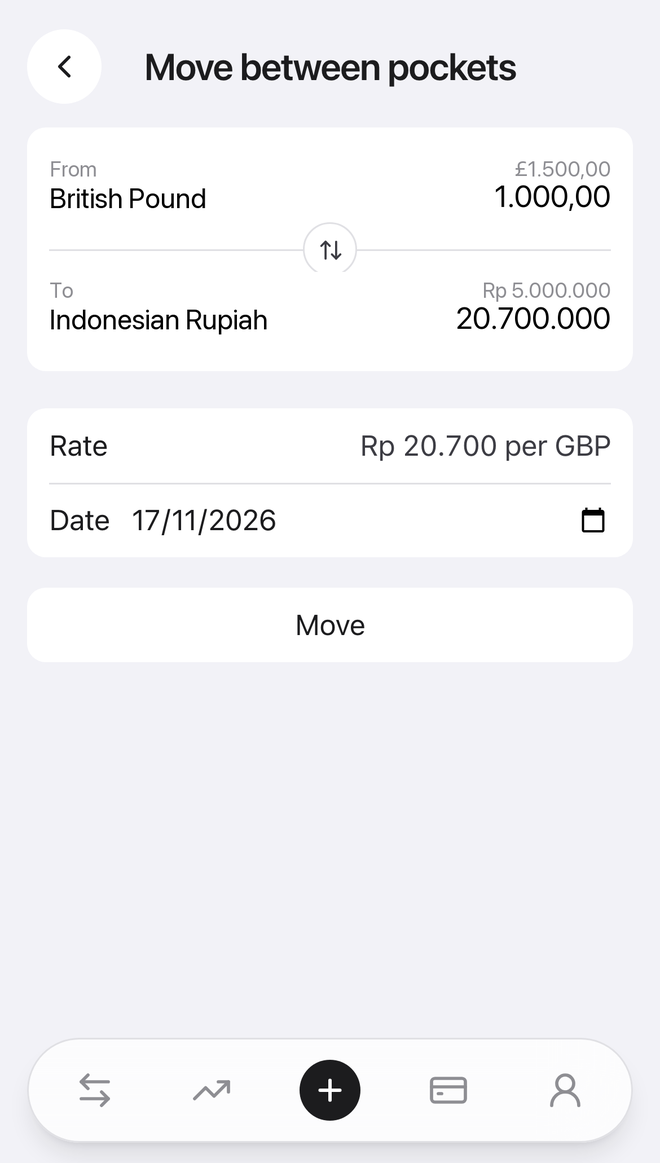 Move between pockets
From £1.500,00
British Pound 1.000,00
To Rp 5.000.000
Indonesian Rupiah 20.700.000
Rate Rp 20.700 per GBP
Date 17/11/2026
Move